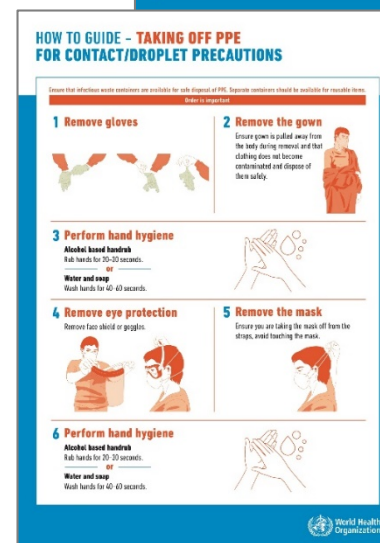 HOW TO GUIDE - TAKING OFF PPE
FOR CONTACT/DROPLET PRECAUTIONS
Ensure that infectious waste containers are available for safe disposal of PPE. Separate containers should be available for reusable items.
Order is important
1 Remove gloves
2 Remove the gown
Ensure gown is pulled away from
the body during removal and that
clothing does not become
contaminated and dispose of
them safely.
3 Perform hand hygiene
Alcohol based handrub
Rub hands for 20-30 seconds.
or
Water and soap
Wash hands for 40-60 seconds.
4 Remove eye protection
Remove face shield or goggles.
5 Remove the mask
Ensure you are taking the mask off from the
straps, avoid touching the mask.
6 Perform hand hygiene
Alcohol based handrub
Rub hands for 20-30 seconds.
or
Water and soap
Wash hands for 40-60 seconds.
World Health
Organization